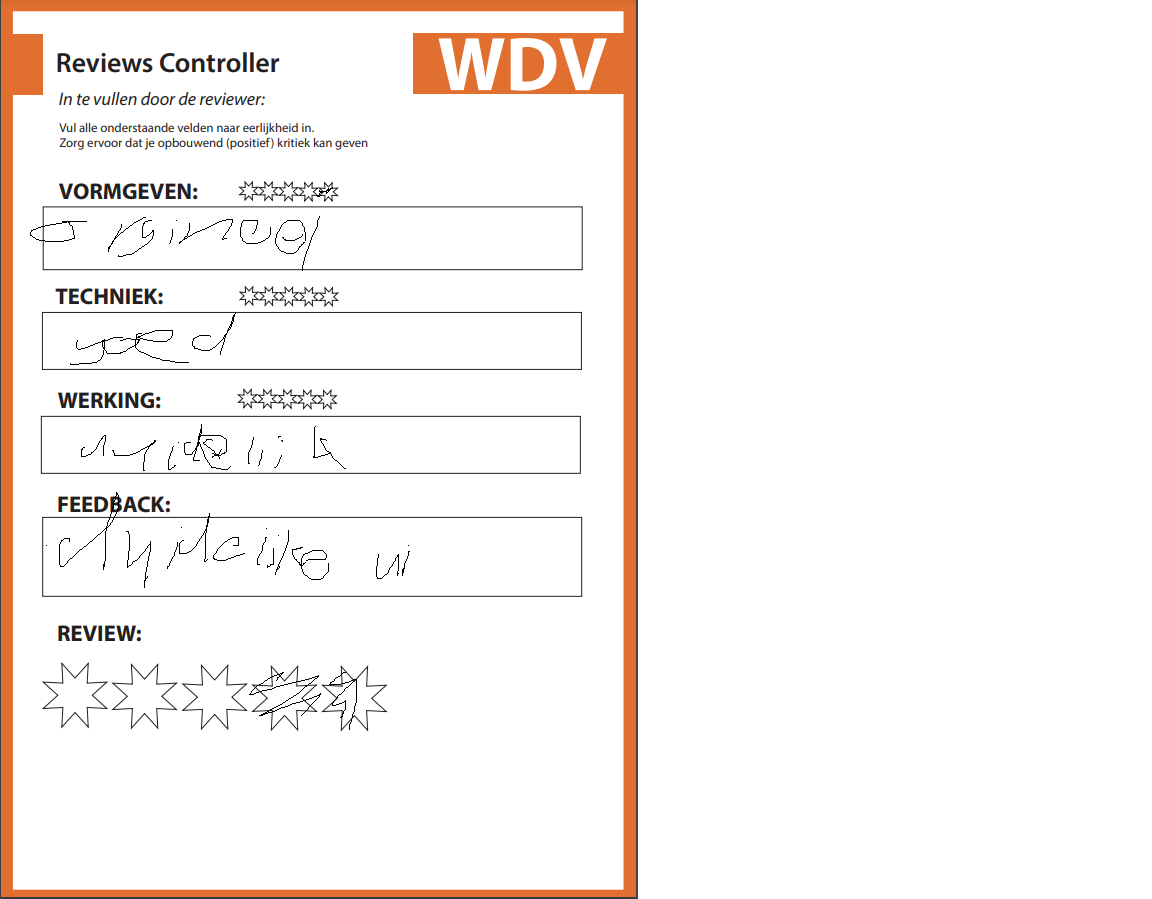 WDV
Reviews Controller
In te vullen door de reviewer:
Vul alle onderstaande velden naar eerlijkheid in.
Zorg ervoor dat je opbouwend (positief) kritiek kan geven
VORMGEVEN:
origineel
TECHNIEK:
goed
WERKING:
duidelijk
FEEDBACK:
duidelijke ui
REVIEW: